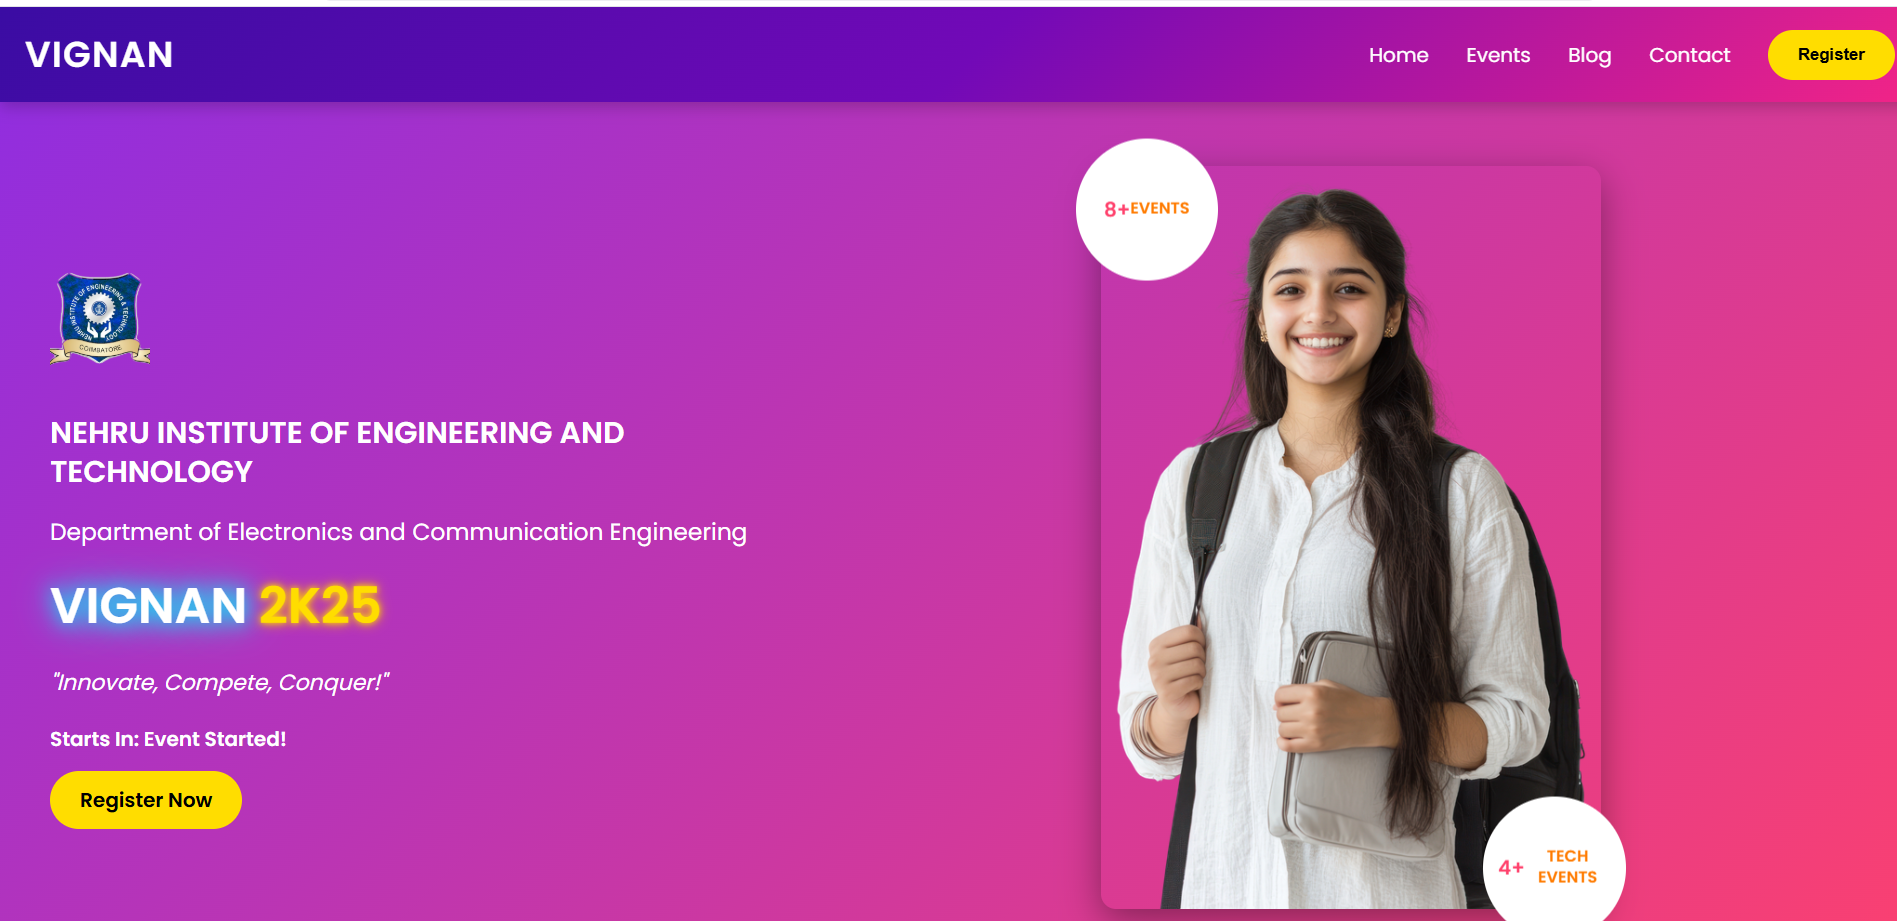 VIGNAN
Home
Events
Blog
Contact
Register
8+ EVENTS
NEHRU INSTITUTE OF ENGINEERING & TECHNOLOGY
COIMBATORE
NEHRU INSTITUTE OF ENGINEERING AND
TECHNOLOGY
Department of Electronics and Communication Engineering
VIGNAN 2K25
"Innovate, Compete, Conquer!"
Starts In: Event Started!
Register Now
4+
TECH
EVENTS